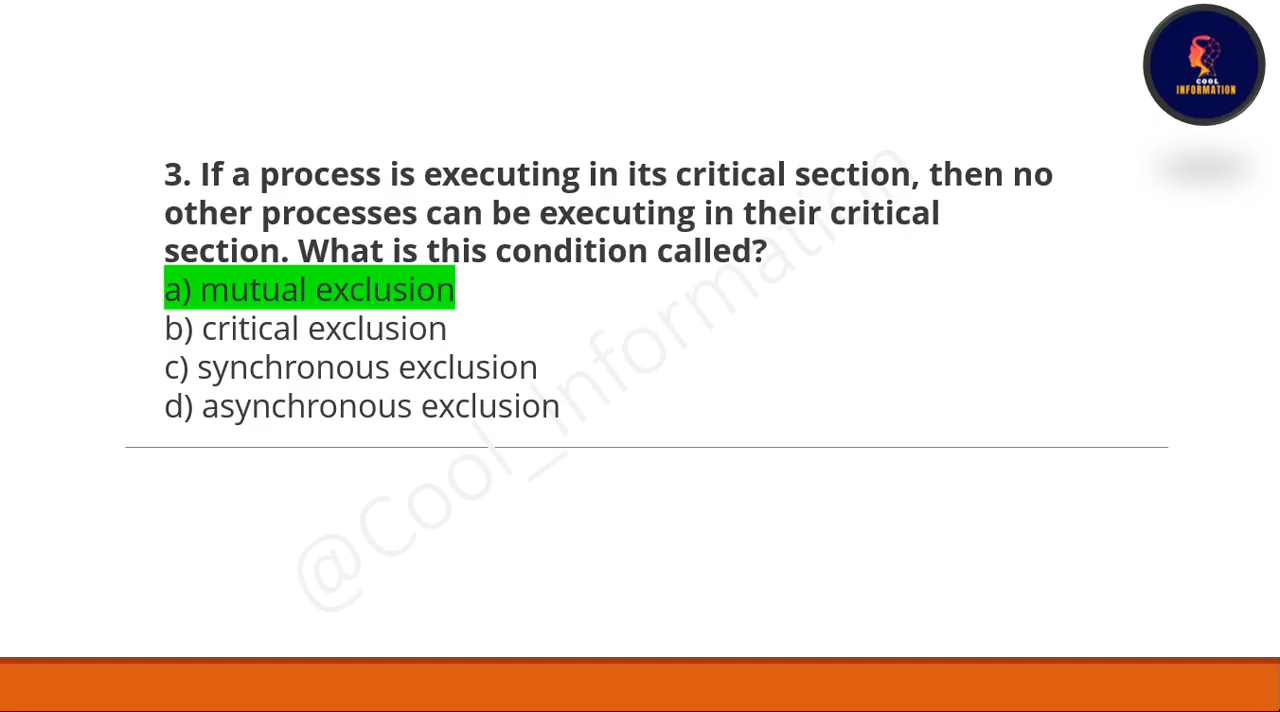 COOL
INFORMATION
3. If a process is executing in its critical section, then no
other processes can be executing in their critical
section. What is this condition called?
a) mutual exclusion
b) critical exclusion
c) synchronous exclusion
d) asynchronous exclusion
@Cool_Information